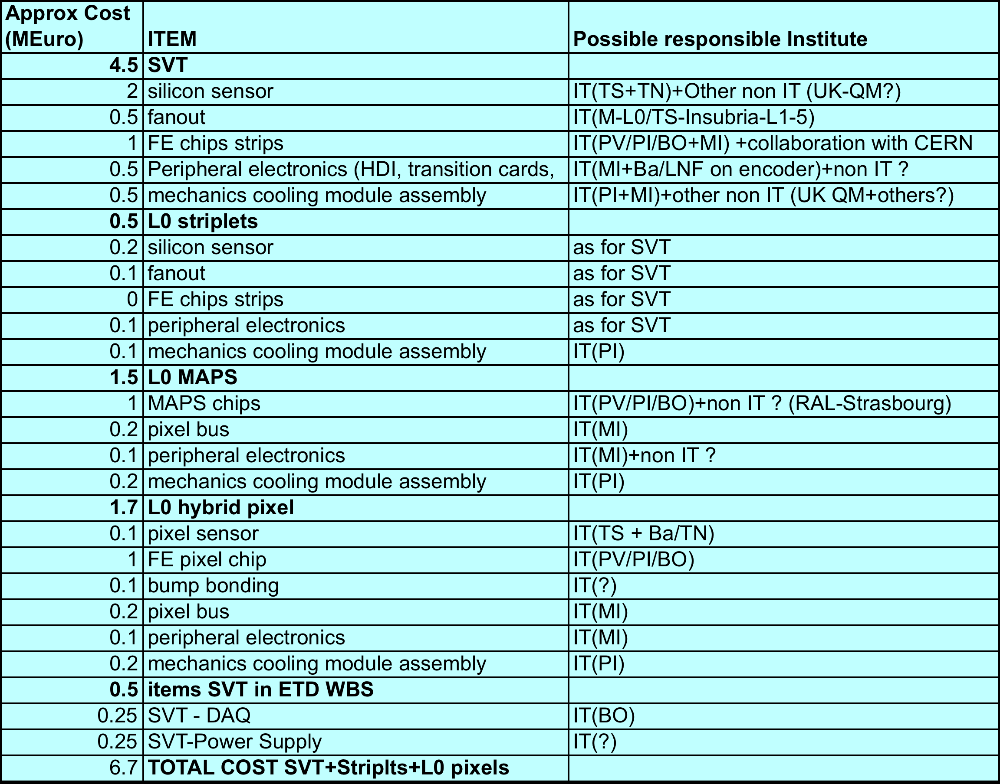 Approx Cost
(MEuro) ITEM Possible responsible Institute
4.5 SVT
2 silicon sensor IT(TS+TN)+Other non IT (UK-QM?)
0.5 fanout IT(M-L0/TS-Insubria-L1-5)
1 FE chips strips IT(PV/PI/BO+MI) +collaboration with CERN
0.5 Peripheral electronics (HDI, transition cards, IT(MI+Ba/LNF on encoder)+non IT ?
0.5 mechanics cooling module assembly IT(PI+MI)+other non IT (UK QM+others?)
0.5 L0 striplets
0.2 silicon sensor as for SVT
0.1 fanout as for SVT
0 FE chips strips as for SVT
0.1 peripheral electronics as for SVT
0.1 mechanics cooling module assembly IT(PI)
1.5 L0 MAPS
1 MAPS chips IT(PV/PI/BO)+non IT ? (RAL-Strasbourg)
0.2 pixel bus IT(MI)
0.1 peripheral electronics IT(MI)+non IT ?
0.2 mechanics cooling module assembly IT(PI)
1.7 L0 hybrid pixel
0.1 pixel sensor IT(TS + Ba/TN)
1 FE pixel chip IT(PV/PI/BO)
0.1 bump bonding IT(?)
0.2 pixel bus IT(MI)
0.1 peripheral electronics IT(MI)
0.2 mechanics cooling module assembly IT(PI)
0.5 items SVT in ETD WBS
0.25 SVT - DAQ IT(BO)
0.25 SVT-Power Supply IT(?)
6.7 TOTAL COST SVT+Striplts+L0 pixels